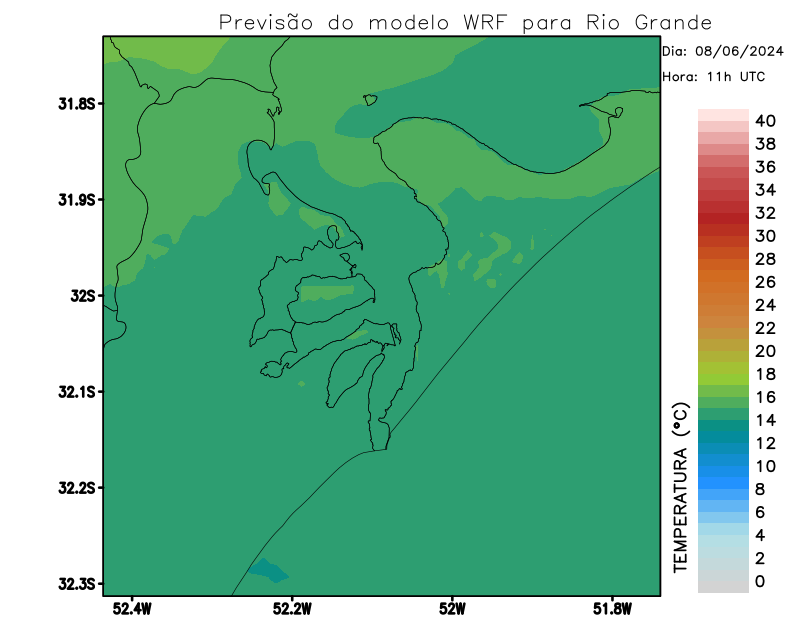 Previsão do modelo WRF para Rio Grande
Dia: 08/06/2024
Hora: 11h UTC
31.8S
31.9S
32S
32.1S
32.2S
32.3S
52.4W
52.2W
52W
51.8W
TEMPERATURA (°C)
40
38
36
34
32
30
28
26
24
22
20
18
16
14
12
10
8
6
4
2
0